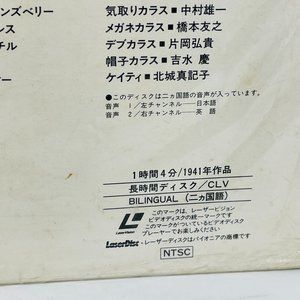 ンズベリー
ンス
チル
ー
気取りカラス■中村雄一
メガネカラス■橋本友之
デブカラス■片岡弘貴
帽子カラス■吉水 慶
ケイティ■北城真記子
●このディスクは二ヵ国語の音声が入っています。
音声 1/左チャンネル──日本語
音声 2/右チャンネル──英 語
1時間4分/1941年作品
長時間ディスク/CLV
BILINGUAL (二ヵ国語)
このマークは、レーザービジョン
ビデオディスクの統一マークです
このマークがついているビデオディスク
プレーヤーでお楽しみください
LaserVision
LaserDisc
・レーザーディスクはパイオニアの商標です
NTSC